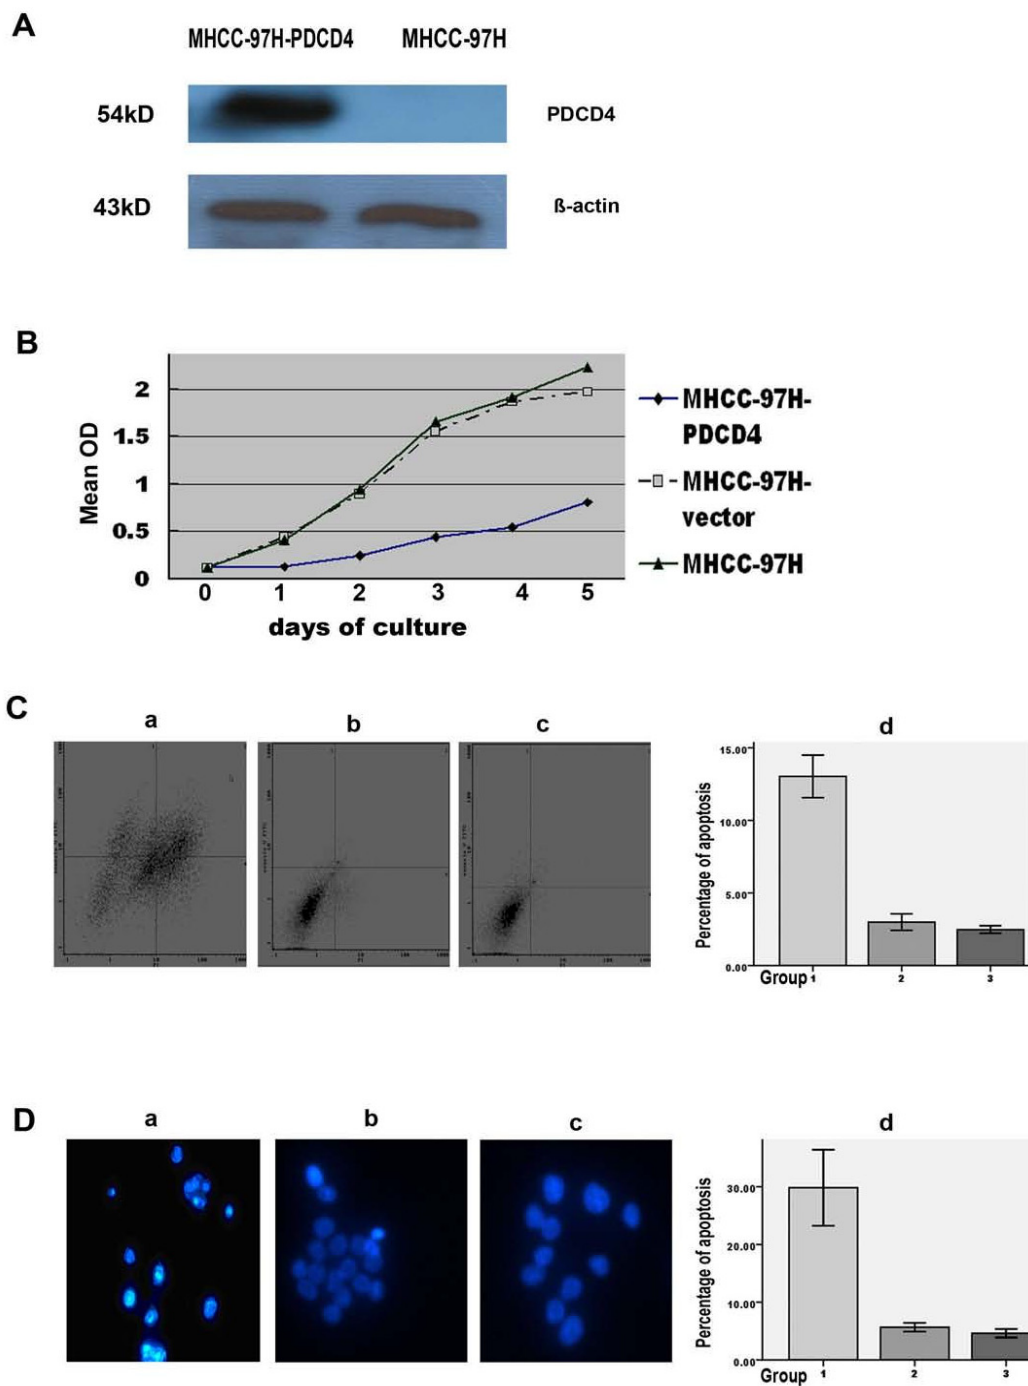 A
MHCC-97H-PDCD4 MHCC-97H
54kD PDCD4
43kD ß-actin
B
Mean OD
2
1.5
1
0.5
0
0 1 2 3 4 5
days of culture
MHCC-97H-
PDCD4
MHCC-97H-
vector
MHCC-97H
C
a b c d
Percentage of apoptosis
15.00
10.00
5.00
0.00
Group 1 2 3
D
a b c d
Percentage of apoptosis
30.00
20.00
10.00
0.00
Group 1 2 3